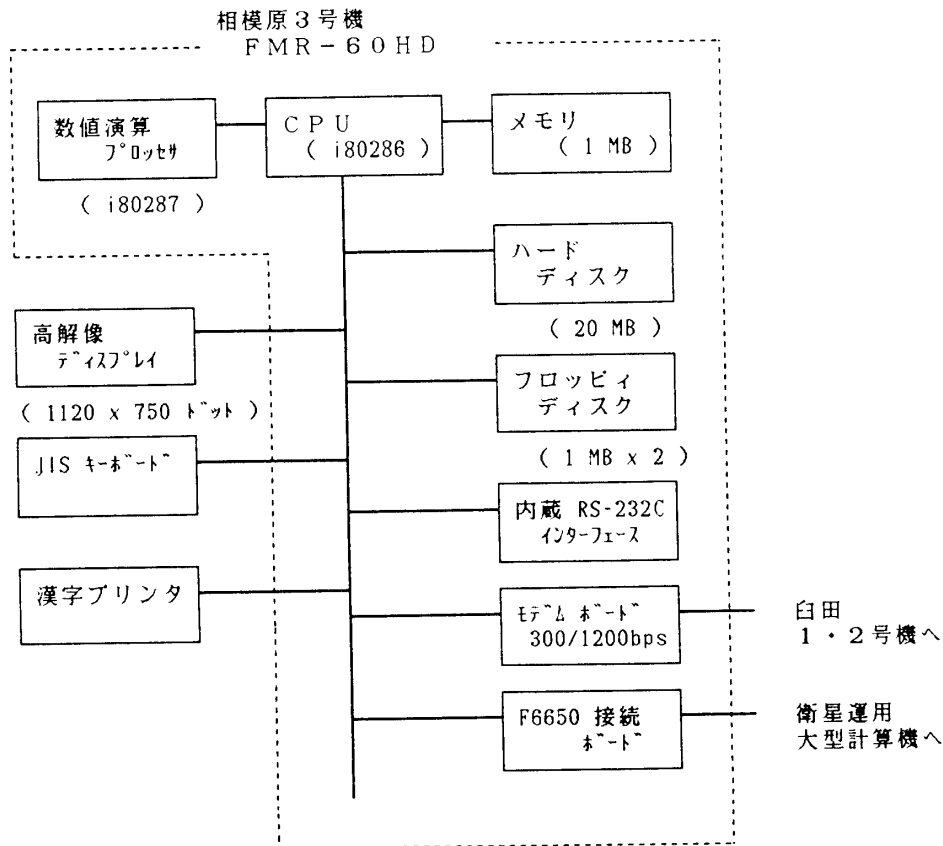 相模原３号機
ＦＭＲ－６０ＨＤ
数値演算
ﾌﾟﾛｯｾｻ
( i80287 )
ＣＰＵ
( i80286 )
メモリ
( 1 MB )
ハード
ディスク
( 20 MB )
高解像
ﾃﾞｨｽﾌﾟﾚｲ
( 1120 x 750 ﾄﾞｯﾄ )
フロッピィ
ディスク
( 1 MB x 2 )
JIS ｷｰﾎﾞｰﾄﾞ
内蔵 RS-232C
ｲﾝﾀｰﾌｪｰｽ
漢字プリンタ
ﾓﾃﾞﾑ ﾎﾞｰﾄﾞ
300/1200bps
臼田
１・２号機へ
F6650 接続
ﾎﾞｰﾄﾞ
衛星運用
大型計算機へ